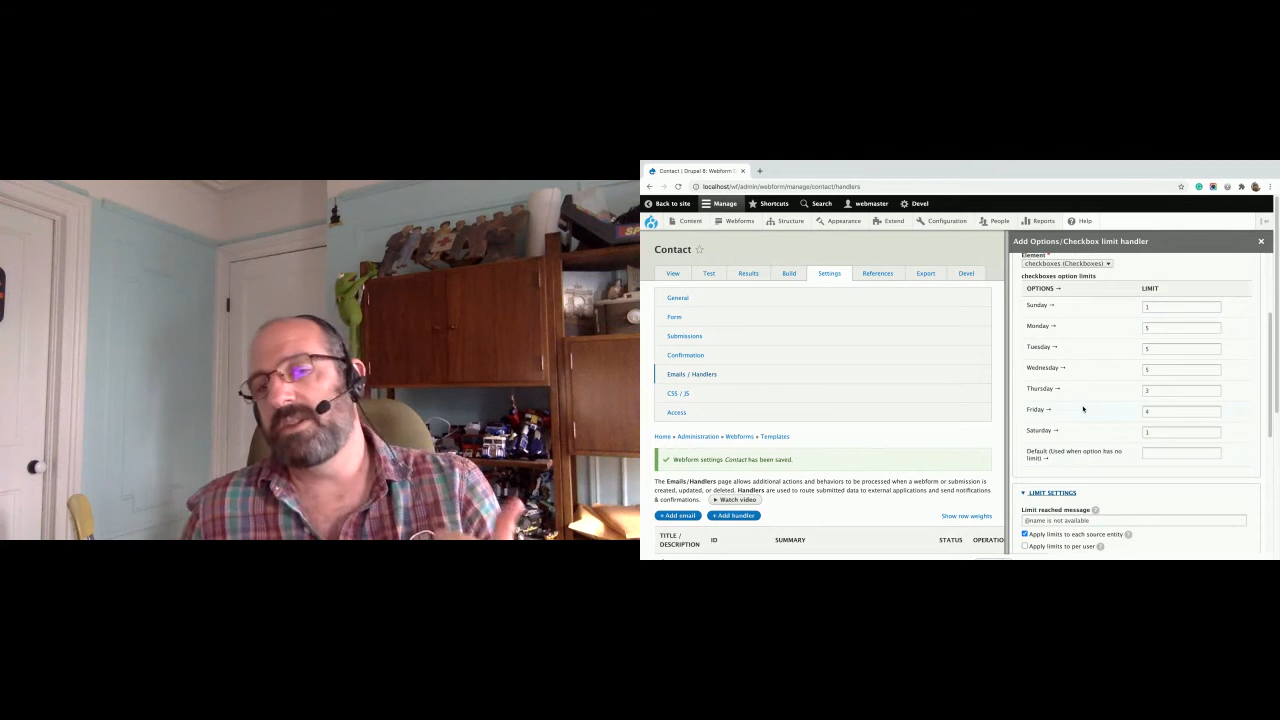 Contact | Drupal 8: Webform
localhost/wf/admin/webform/manage/contact/handlers
Back to site Manage Shortcuts Search webmaster Devel
Content Webforms Structure Appearance Extend Configuration People Reports Help
Contact
View Test Results Build Settings References Export Devel
General
Form
Submissions
Confirmation
Emails / Handlers
CSS / JS
Access
Home » Administration » Webforms » Templates
Webform settings Contact has been saved.
The Emails/Handlers page allows additional actions and behaviors to be processed when a webform or submission is
created, updated, or deleted. Handlers are used to route submitted data to external applications and send notifications
& confirmations. ► Watch video
+ Add email + Add handler Show row weights
TITLE /
DESCRIPTION ID SUMMARY STATUS OPERATIO
Add Options/Checkbox limit handler
Element *
checkboxes (Checkboxes)
checkboxes option limits
OPTIONS → LIMIT
Sunday → 1
Monday → 5
Tuesday → 5
Wednesday → 5
Thursday → 3
Friday → 4
Saturday → 1
Default (Used when option has no
limit) →
LIMIT SETTINGS
Limit reached message ?
@name is not available
Apply limits to each source entity ?
Apply limits to per user ?